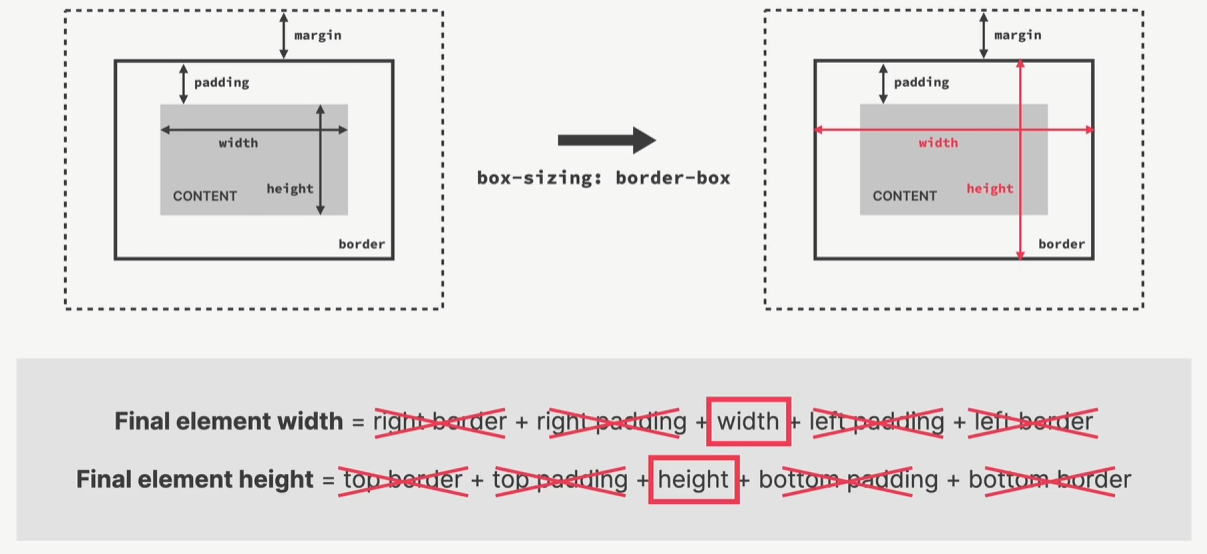 margin
padding
width
height
CONTENT
border
box-sizing: border-box
margin
padding
width
height
CONTENT
border
Final element width = right border + right padding + width + left padding + left border
Final element height = top border + top padding + height + bottom padding + bottom border